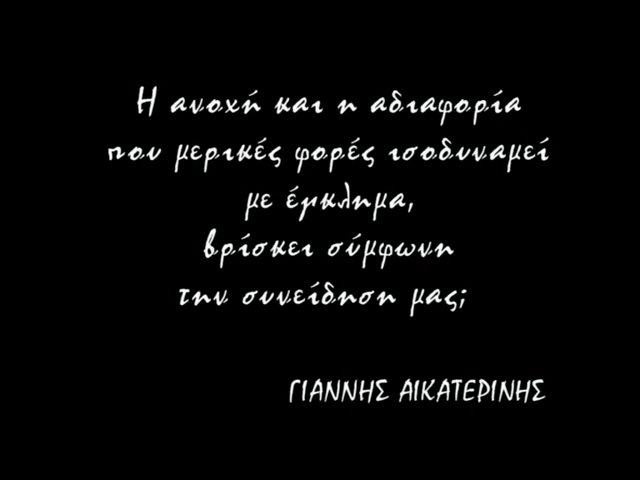 Η ανοχή και η αδιαφορία
που μερικές φορές ισοδυναμεί
με έγκλημα,
βρίσκει σύμφωνη
την συνείδηση μας;
ΓΙΑΝΝΗΣ ΑΙΚΑΤΕΡΙΝΗΣ